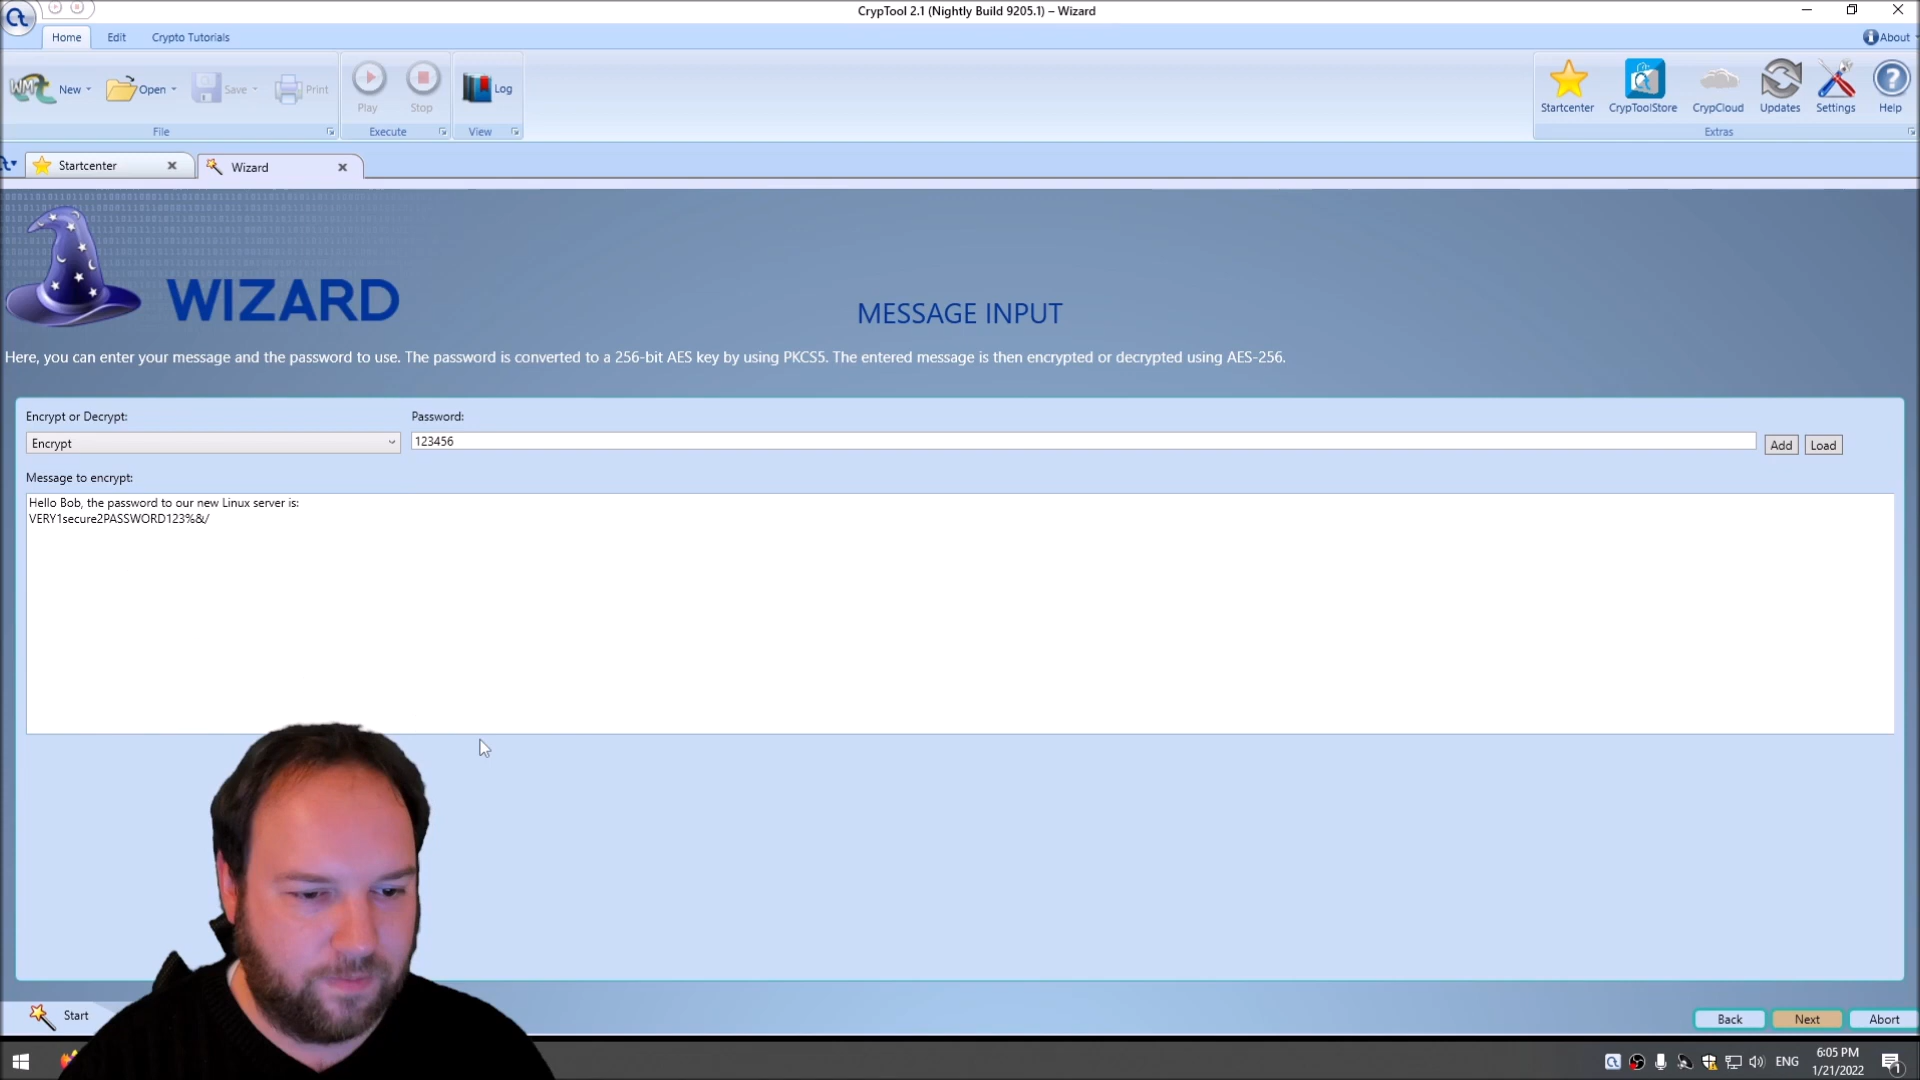 CrypTool 2.1 (Nightly Build 9205.1) – Wizard
Home Edit Crypto Tutorials About
New Open Save Print Play Stop Log Startcenter CrypToolStore CrypCloud Updates Settings Help
File Execute View Extras
Startcenter Wizard
WIZARD
MESSAGE INPUT
Here, you can enter your message and the password to use. The password is converted to a 256-bit AES key by using PKCS5. The entered message is then encrypted or decrypted using AES-256.
Encrypt or Decrypt: Password:
Encrypt 123456 Add Load
Message to encrypt:
Hello Bob, the password to our new Linux server is:
VERY1secure2PASSWORD123%&/
Start Back Next Abort
ENG 6:05 PM
1/21/2022